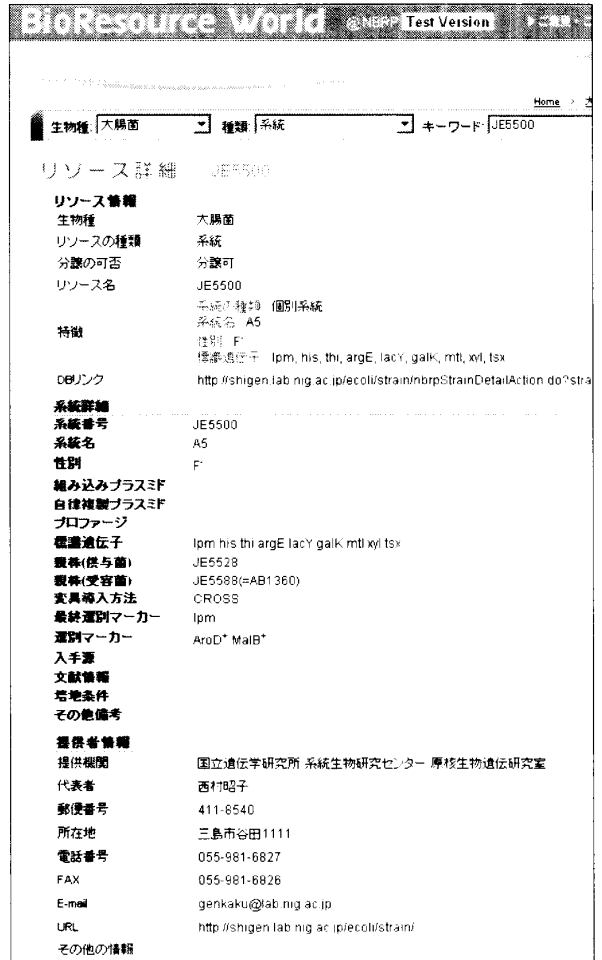 BioResource World @NBRP Test Version
Home >
生物種: 大腸菌 種類: 系統 キーワード: JE5500
リソース詳細 JE5500
リソース情報
生物種 大腸菌
リソースの種類 系統
分譲の可否 分譲可
リソース名 JE5500
系統の種類 個別系統
系統名 A5
特徴
性別 F-
標識遺伝子 lpm, his, thi, argE, lacY, galK, mtl, xyl, tsx
DBリンク http://shigen.lab.nig.ac.jp/ecoli/strain/nbrpStrainDetailAction.do?stra
系統詳細
系統番号 JE5500
系統名 A5
性別 F-
組み込みプラスミド
自律複製プラスミド
プロファージ
標識遺伝子 lpm his thi argE lacY galK mtl xyl tsx
親株(供与菌) JE5528
親株(受容菌) JE5588(=AB1360)
変異導入方法 CROSS
最終選別マーカー lpm
選別マーカー AroD+ MalB+
入手源
文献情報
培地条件
その他備考
提供者情報
提供機関 国立遺伝学研究所 系統生物研究センター 原核生物遺伝研究室
代表者 西村昭子
郵便番号 411-8540
所在地 三島市谷田1111
電話番号 055-981-6827
FAX 055-981-6826
E-mail genkaku@lab.nig.ac.jp
URL http://shigen.lab.nig.ac.jp/ecoli/strain/
その他の情報